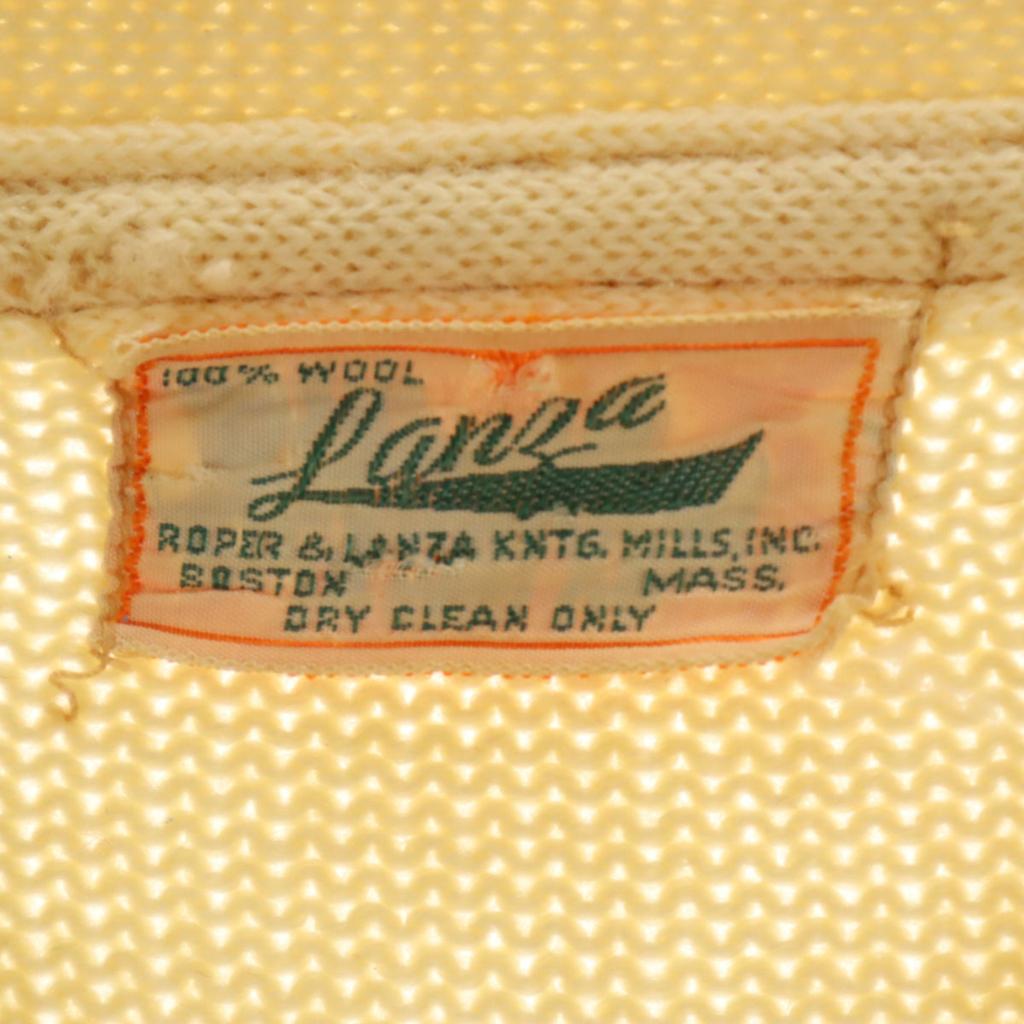 100% WOOL
Lanza
ROPER & LANZA KNTG. MILLS, INC.
BOSTON MASS.
DRY CLEAN ONLY